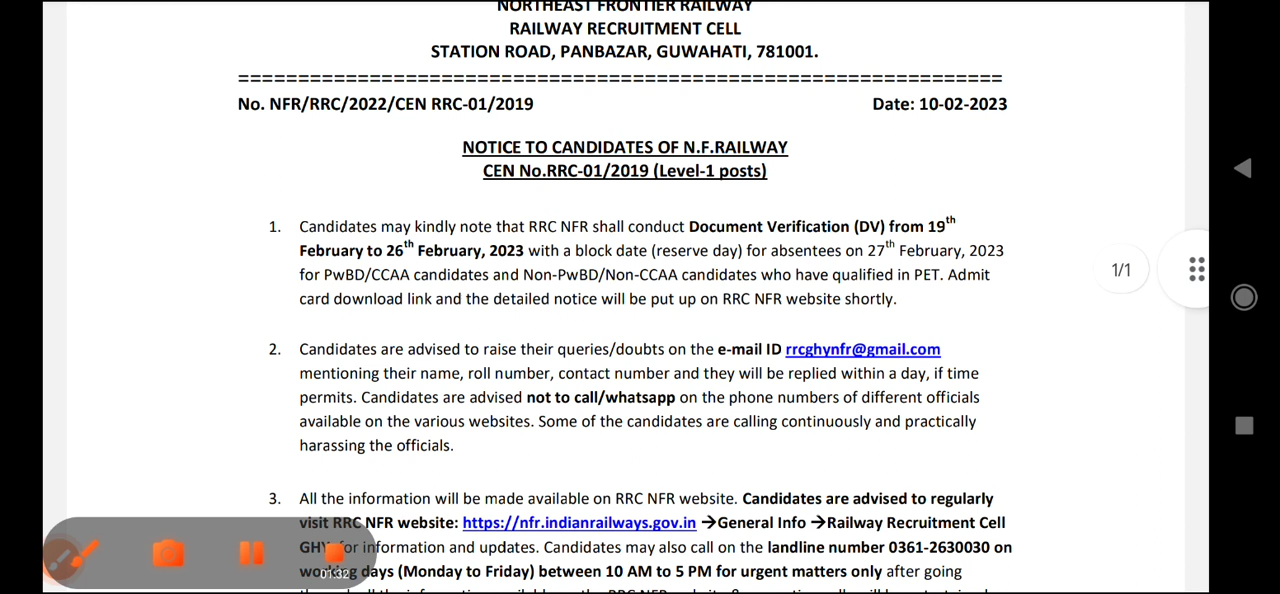 NORTHEAST FRONTIER RAILWAY
RAILWAY RECRUITMENT CELL
STATION ROAD, PANBAZAR, GUWAHATI, 781001.
================================================================
No. NFR/RRC/2022/CEN RRC-01/2019 Date: 10-02-2023
NOTICE TO CANDIDATES OF N.F.RAILWAY
CEN No.RRC-01/2019 (Level-1 posts)
1. Candidates may kindly note that RRC NFR shall conduct Document Verification (DV) from 19th
February to 26th February, 2023 with a block date (reserve day) for absentees on 27th February, 2023
for PwBD/CCAA candidates and Non-PwBD/Non-CCAA candidates who have qualified in PET. Admit
card download link and the detailed notice will be put up on RRC NFR website shortly.
1/1
2. Candidates are advised to raise their queries/doubts on the e-mail ID rrcghynfr@gmail.com
mentioning their name, roll number, contact number and they will be replied within a day, if time
permits. Candidates are advised not to call/whatsapp on the phone numbers of different officials
available on the various websites. Some of the candidates are calling continuously and practically
harassing the officials.
3. All the information will be made available on RRC NFR website. Candidates are advised to regularly
visit RRC NFR website: https://nfr.indianrailways.gov.in →General Info →Railway Recruitment Cell
GHY for information and updates. Candidates may also call on the landline number 0361-2630030 on
working days (Monday to Friday) between 10 AM to 5 PM for urgent matters only after going
01:32